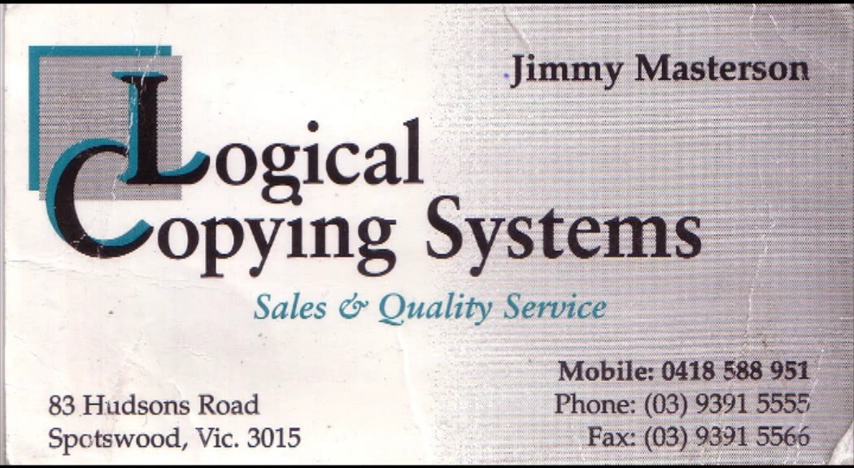 Jimmy Masterson
Logical
Copying Systems
Sales & Quality Service
Mobile: 0418 588 951
83 Hudsons Road
Phone: (03) 9391 5555
Spotswood, Vic. 3015
Fax: (03) 9391 5566